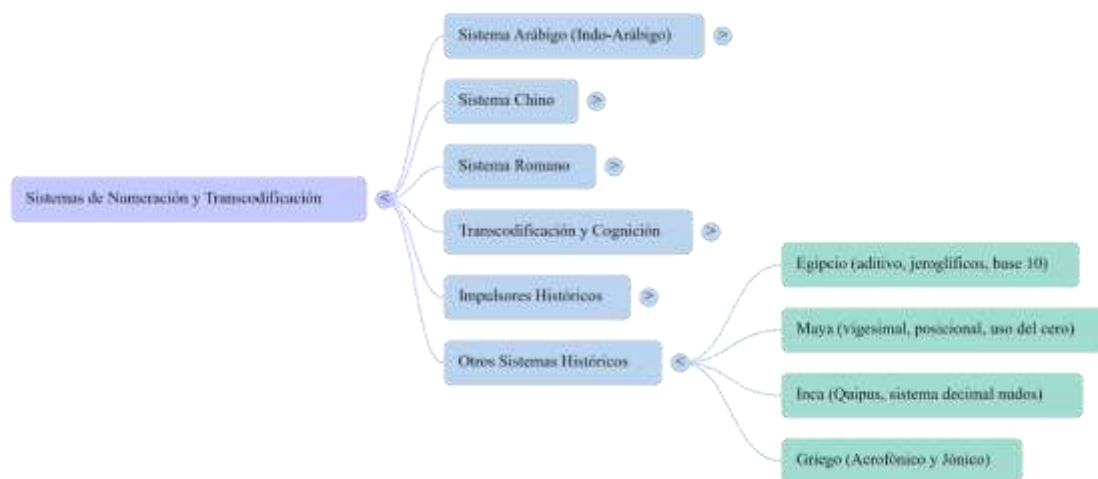 Sistema Arábigo (Indo-Arábigo)
Sistema Chino
Sistema Romano
Sistemas de Numeración y Transcodificación
Transcodificación y Cognición
Impulsores Históricos
Otros Sistemas Históricos
Egipcio (aditivo, jeroglíficos, base 10)
Maya (vigesimal, posicional, uso del cero)
Inca (Quipus, sistema decimal nudos)
Griego (Acrofónico y Jónico)